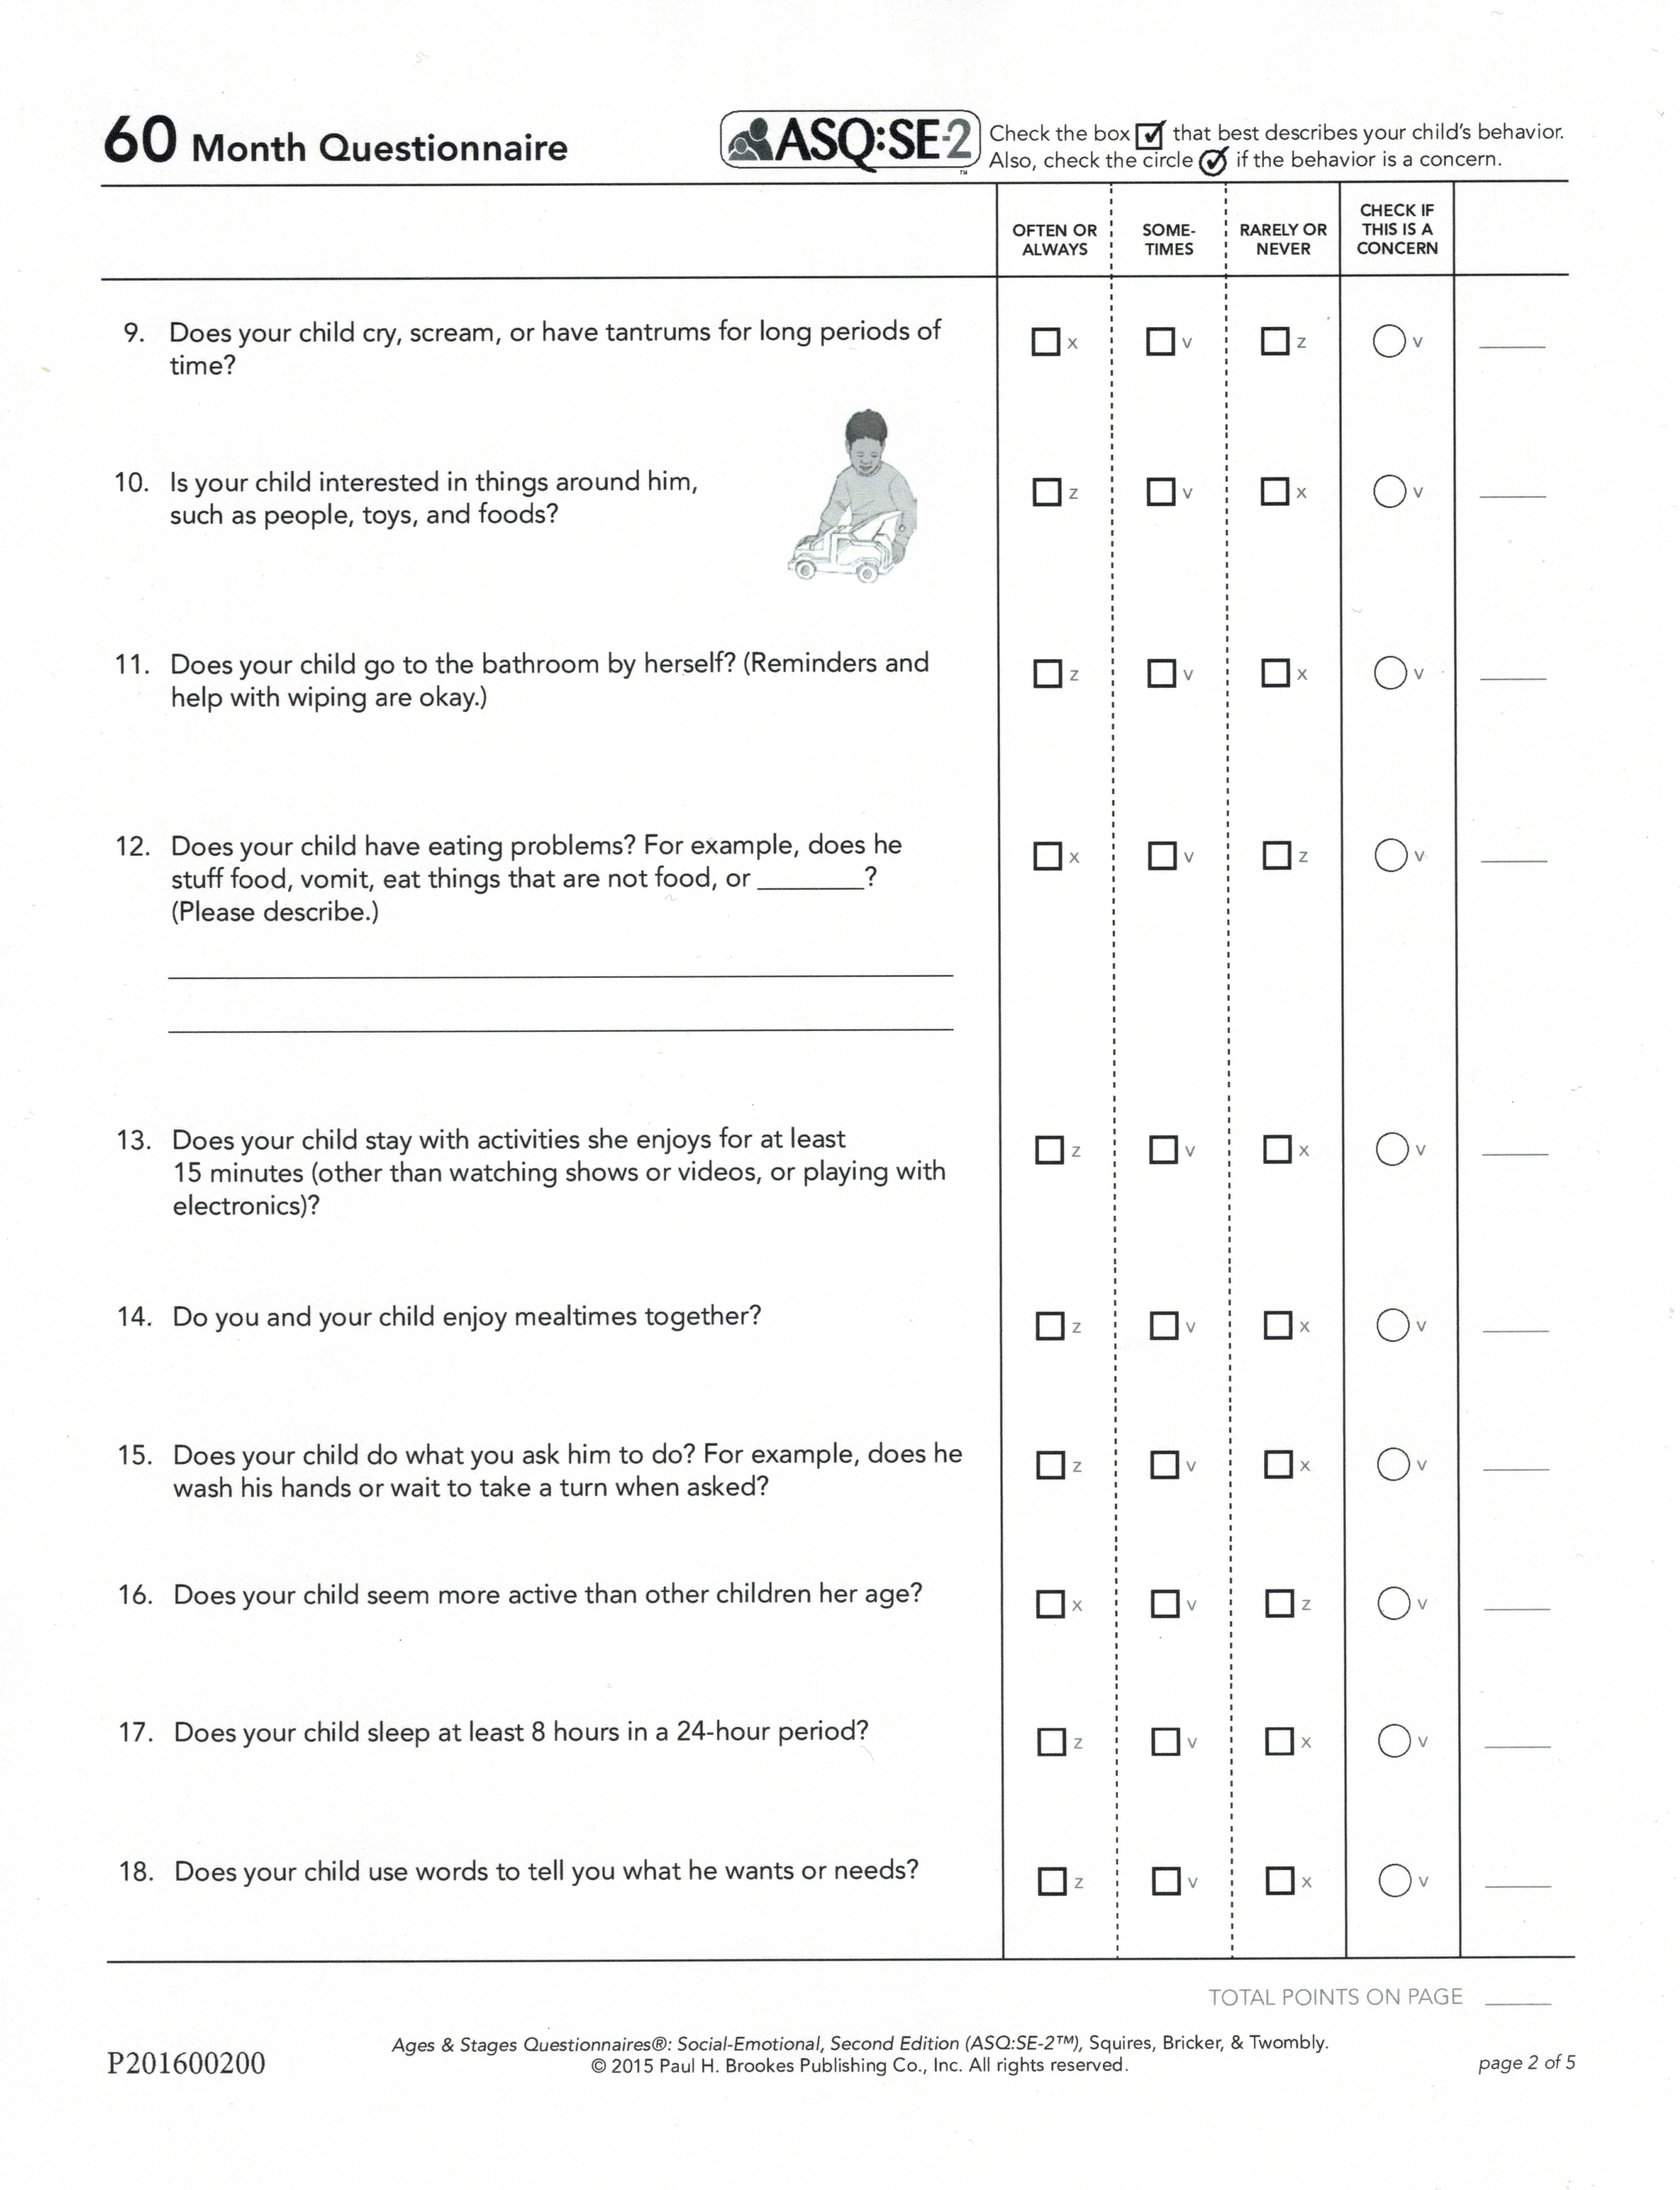 60 Month Questionnaire
ASQ:SE-2™
Check the box ☑ that best describes your child's behavior.
Also, check the circle if the behavior is a concern.
OFTEN OR ALWAYS
SOME-TIMES
RARELY OR NEVER
CHECK IF THIS IS A CONCERN
9. Does your child cry, scream, or have tantrums for long periods of
time?
☐ x ☐ v ☐ z ○ v ____
10. Is your child interested in things around him,
such as people, toys, and foods?
☐ z ☐ v ☐ x ○ v ____
11. Does your child go to the bathroom by herself? (Reminders and
help with wiping are okay.)
☐ z ☐ v ☐ x ○ v ____
12. Does your child have eating problems? For example, does he
stuff food, vomit, eat things that are not food, or ________?
(Please describe.)
☐ x ☐ v ☐ z ○ v ____
13. Does your child stay with activities she enjoys for at least
15 minutes (other than watching shows or videos, or playing with
electronics)?
☐ z ☐ v ☐ x ○ v ____
14. Do you and your child enjoy mealtimes together?
☐ z ☐ v ☐ x ○ v ____
15. Does your child do what you ask him to do? For example, does he
wash his hands or wait to take a turn when asked?
☐ z ☐ v ☐ x ○ v ____
16. Does your child seem more active than other children her age?
☐ x ☐ v ☐ z ○ v ____
17. Does your child sleep at least 8 hours in a 24-hour period?
☐ z ☐ v ☐ x ○ v ____
18. Does your child use words to tell you what he wants or needs?
☐ z ☐ v ☐ x ○ v ____
TOTAL POINTS ON PAGE ____
Ages & Stages Questionnaires®: Social-Emotional, Second Edition (ASQ:SE-2™), Squires, Bricker, & Twombly.
© 2015 Paul H. Brookes Publishing Co., Inc. All rights reserved.
P201600200
page 2 of 5